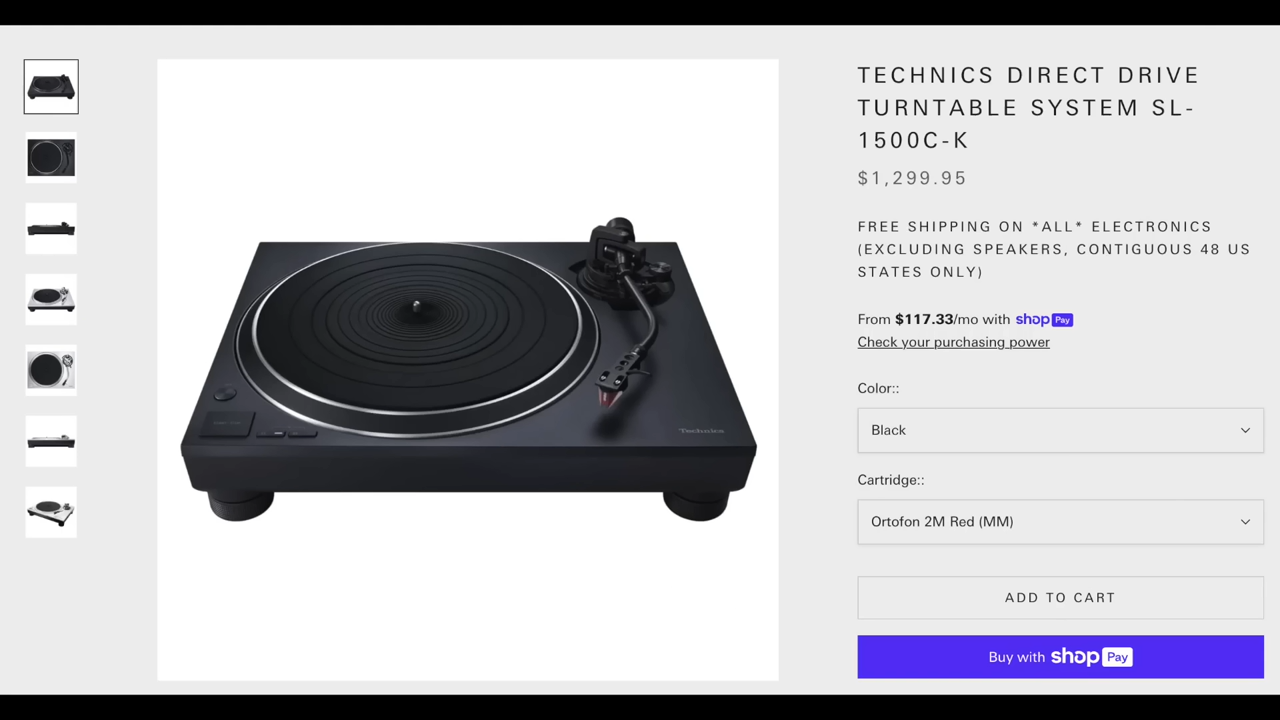 TECHNICS DIRECT DRIVE
TURNTABLE SYSTEM SL-
1500C-K
$1,299.95
FREE SHIPPING ON *ALL* ELECTRONICS
(EXCLUDING SPEAKERS, CONTIGUOUS 48 US
STATES ONLY)
From $117.33/mo with shop Pay
Check your purchasing power
Color::
Black
Cartridge::
Ortofon 2M Red (MM)
ADD TO CART
Buy with shop Pay
Technics